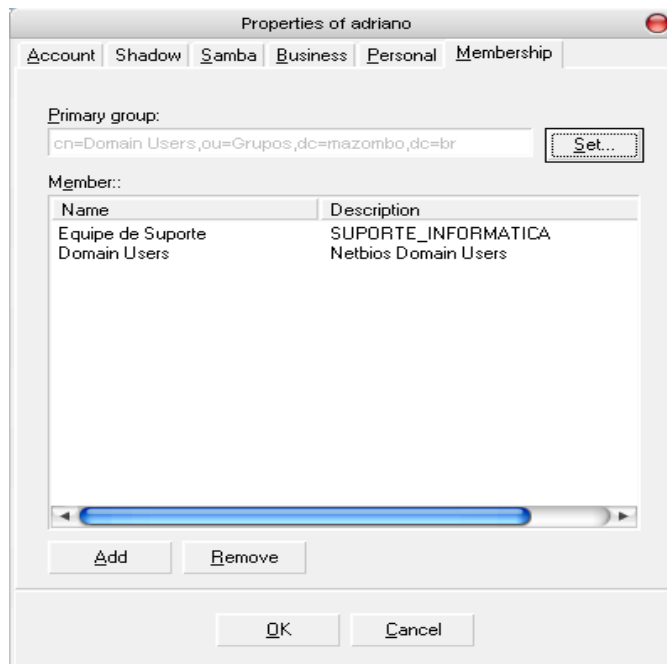 Properties of adriano
Account Shadow Samba Business Personal Membership
Primary group:
cn=Domain Users,ou=Grupos,dc=mazombo,dc=br
Set...
Member::
Name Description
Equipe de Suporte SUPORTE_INFORMATICA
Domain Users Netbios Domain Users
Add Remove
OK Cancel